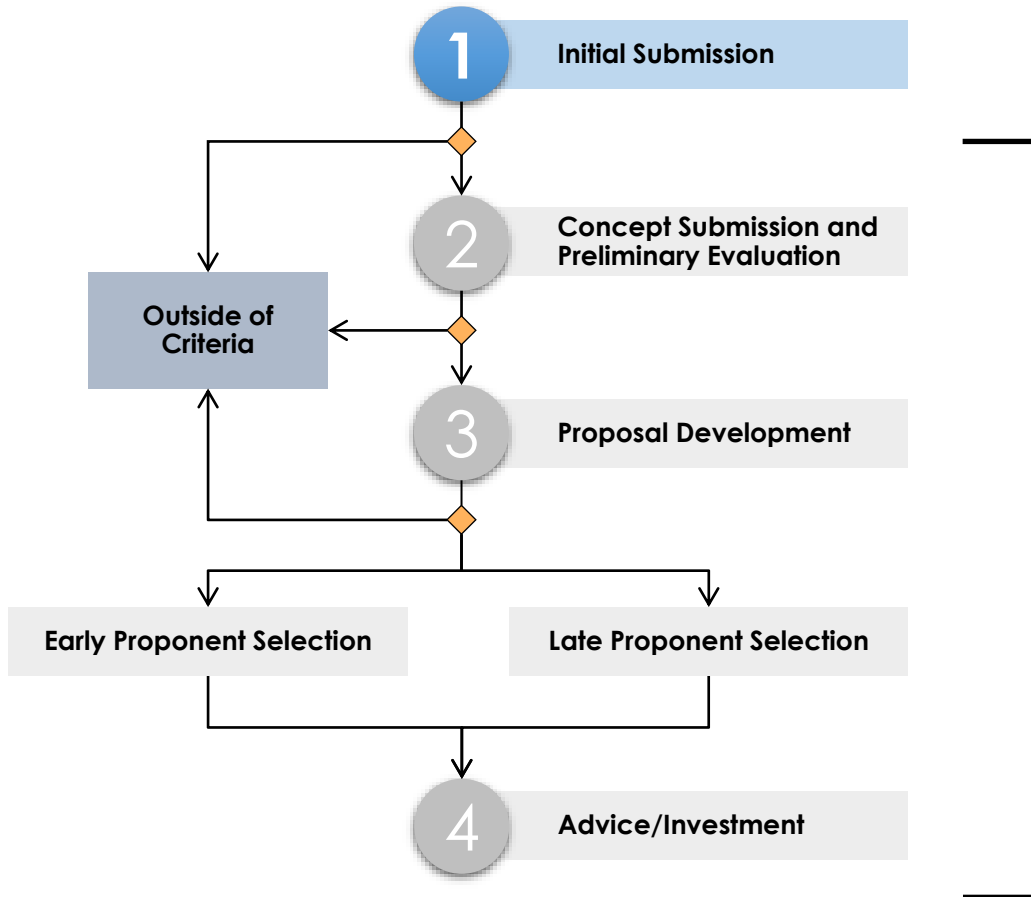 1
Initial Submission
2
Concept Submission and
Preliminary Evaluation
Outside of
Criteria
3
Proposal Development
Early Proponent Selection
Late Proponent Selection
4
Advice/Investment